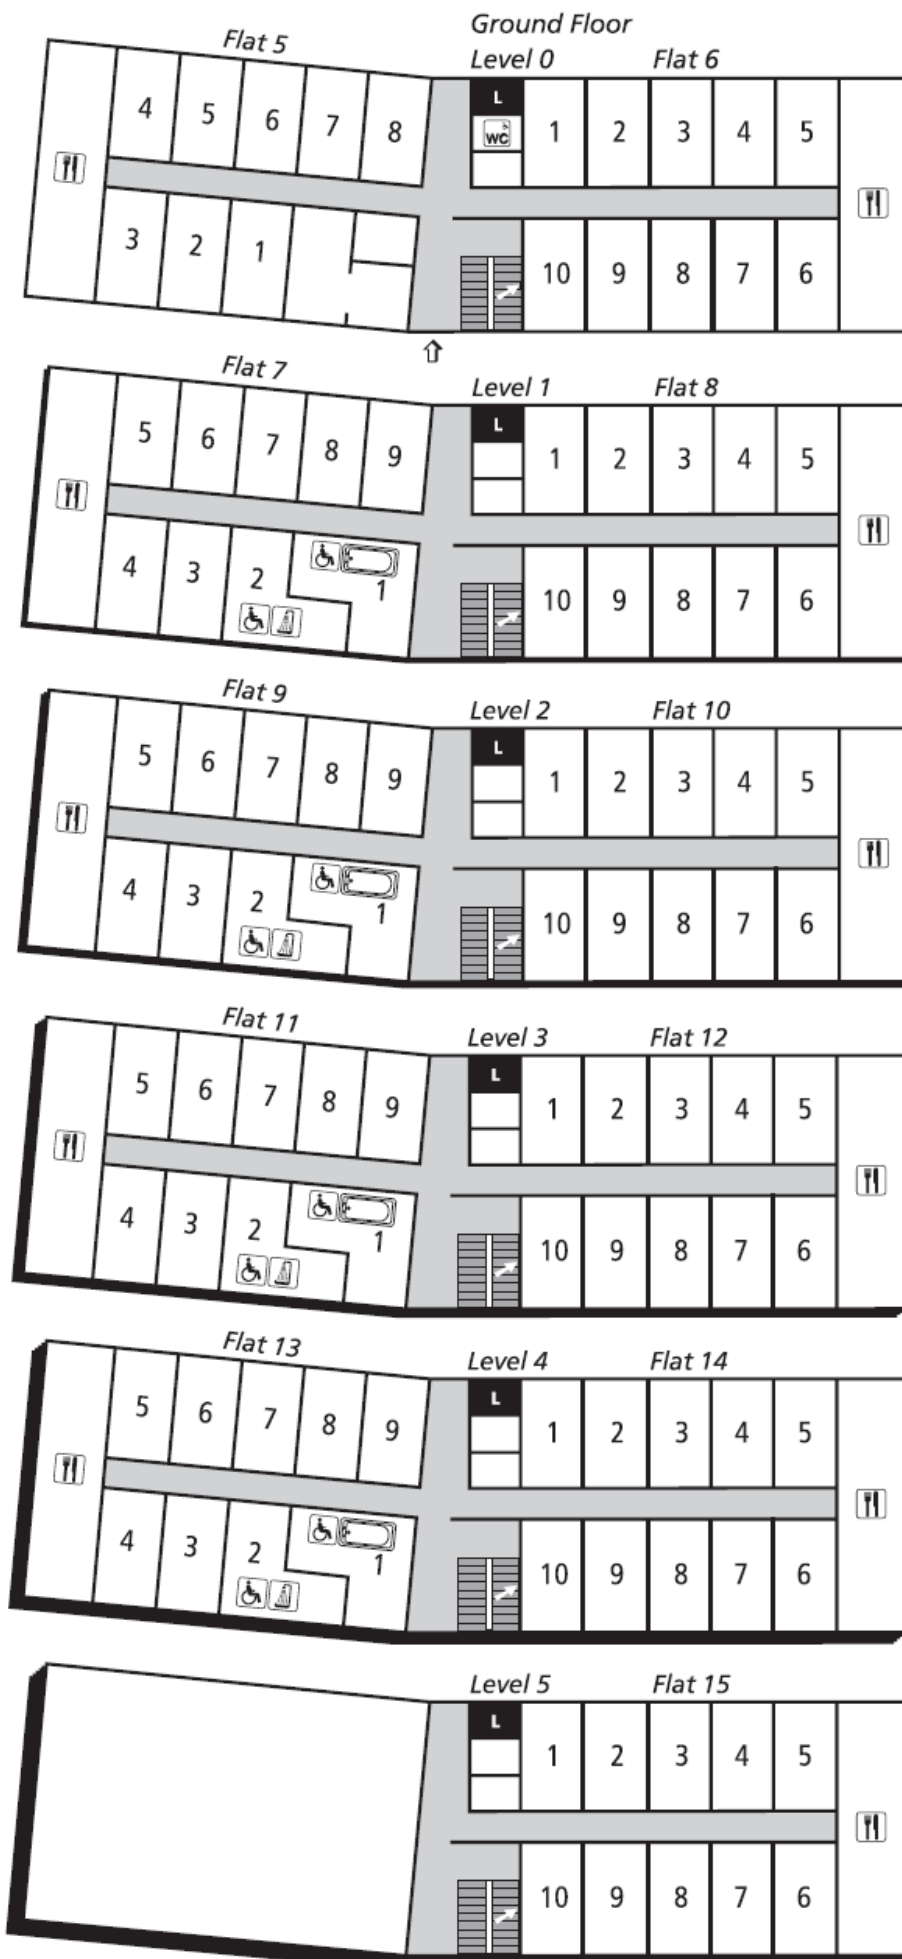 Ground Floor
Flat 5 Level 0 Flat 6
L
4 5 6 7 8 WC 1 2 3 4 5
3 2 1 10 9 8 7 6
Flat 7 Level 1 Flat 8
L
5 6 7 8 9 1 2 3 4 5
4 3 2 1 10 9 8 7 6
Flat 9 Level 2 Flat 10
L
5 6 7 8 9 1 2 3 4 5
4 3 2 1 10 9 8 7 6
Flat 11 Level 3 Flat 12
L
5 6 7 8 9 1 2 3 4 5
4 3 2 1 10 9 8 7 6
Flat 13 Level 4 Flat 14
L
5 6 7 8 9 1 2 3 4 5
4 3 2 1 10 9 8 7 6
Level 5 Flat 15
L
1 2 3 4 5
10 9 8 7 6